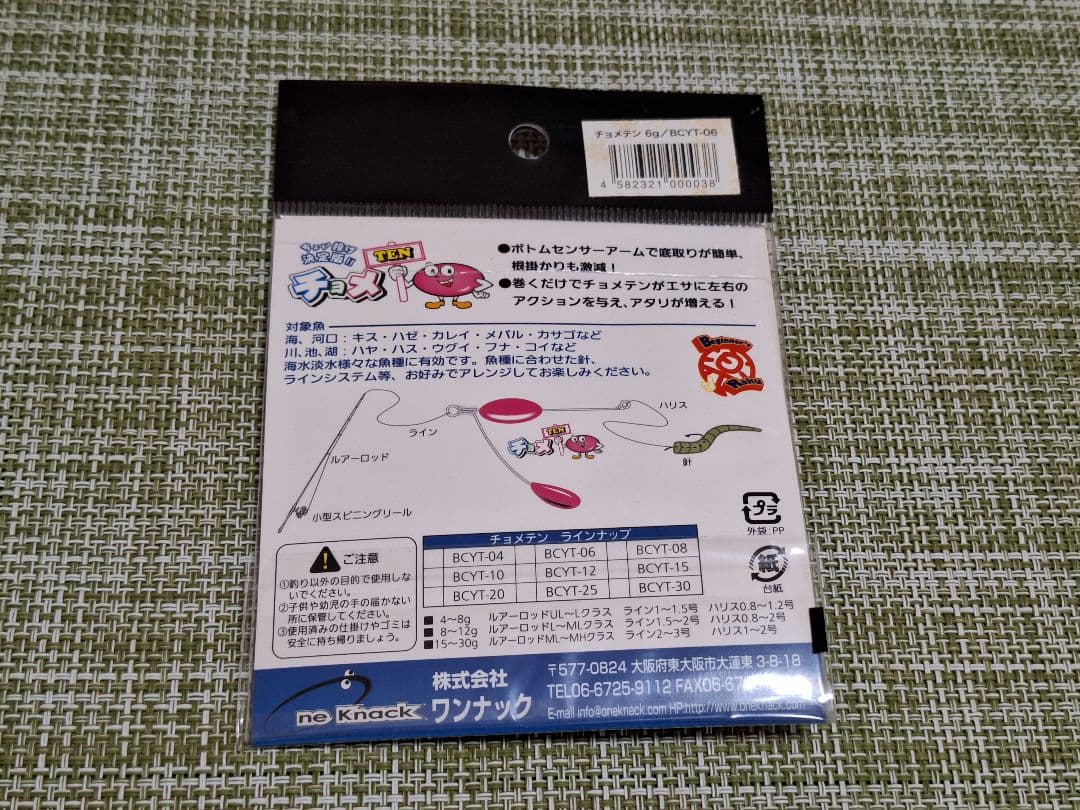 チョメテン 6g/BCYT-06
4 582321 000038
ちょい投げ
決定版!!
チョメ TEN
●ボトムセンサーアームで底取りが簡単、
根掛かりも激減!
●巻くだけでチョメテンがエサに左右の
アクションを与え、アタリが増える!
対象魚
海、河口:キス・ハゼ・カレイ・メバル・カサゴなど
川、池、湖:ハヤ・ハス・ウグイ・フナ・コイなど
海水淡水様々な魚種に有効です。魚種に合わせた針、
ラインシステム等、お好みでアレンジしてお楽しみください。
Beginner's
Raku
ライン
ハリス
チョメ TEN
ルアーロッド
針
小型スピニングリール
プラ
外袋:PP
紙
台紙
ご注意
①釣り以外の目的で使用しな
いでください。
②子供や幼児の手の届かない
所に保管してください。
③使用済みの仕掛けやゴミは
安全に持ち帰りましょう。
チョメテン ラインナップ
BCYT-04 BCYT-06 BCYT-08
BCYT-10 BCYT-12 BCYT-15
BCYT-20 BCYT-25 BCYT-30
■ 4~8g ルアーロッドUL~Lクラス ライン1~1.5号 ハリス0.8~1.2号
■ 8~12g ルアーロッドL~MLクラス ライン1.5~2号 ハリス0.8~2号
■15~30g ルアーロッドML~MHクラス ライン2~3号 ハリス1~2号
ne Knack
株式会社
ワンナック
〒577-0824 大阪府東大阪市大蓮東 3-8-18
TEL06-6725-9112 FAX06-67
E-mail info@oneknack.com HP:http://www.oneknack.com